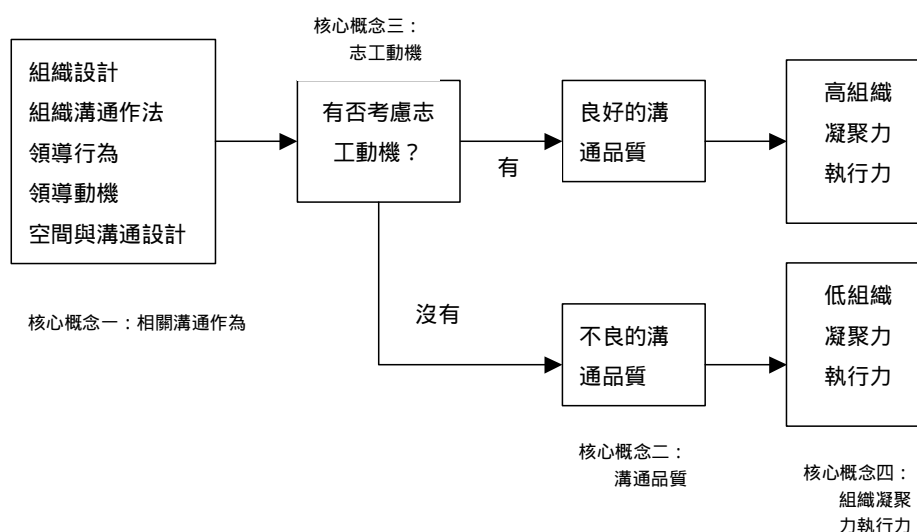 核心概念三：
志工動機
組織設計
組織溝通作法
領導行為
領導動機
空間與溝通設計
有否考慮志
工動機？
有
良好的溝
通品質
高組織
凝聚力
執行力
核心概念一：相關溝通作為
沒有
不良的溝
通品質
低組織
凝聚力
執行力
核心概念二：
溝通品質
核心概念四：
組織凝聚
力執行力